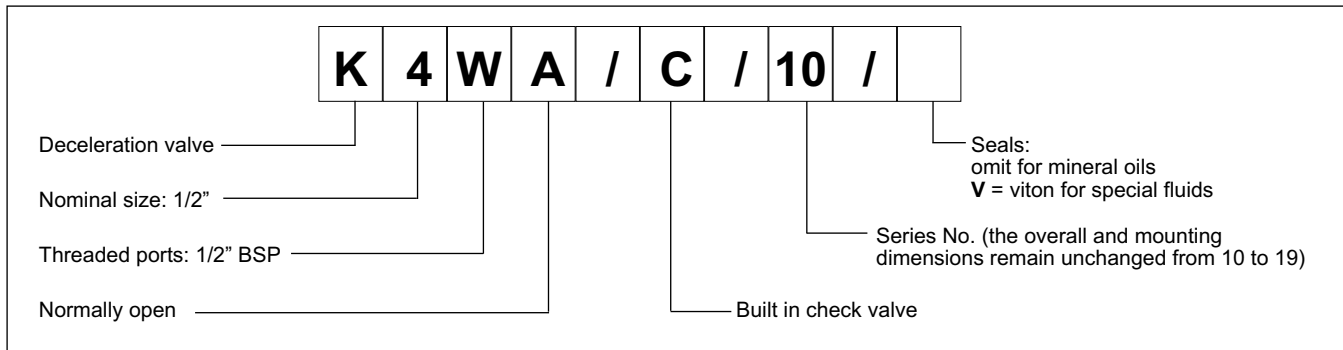 K 4 W A / C / 10 /
Deceleration valve
Nominal size: 1/2”
Threaded ports: 1/2” BSP
Normally open
Built in check valve
Series No. (the overall and mounting
dimensions remain unchanged from 10 to 19)
Seals:
omit for mineral oils
V = viton for special fluids